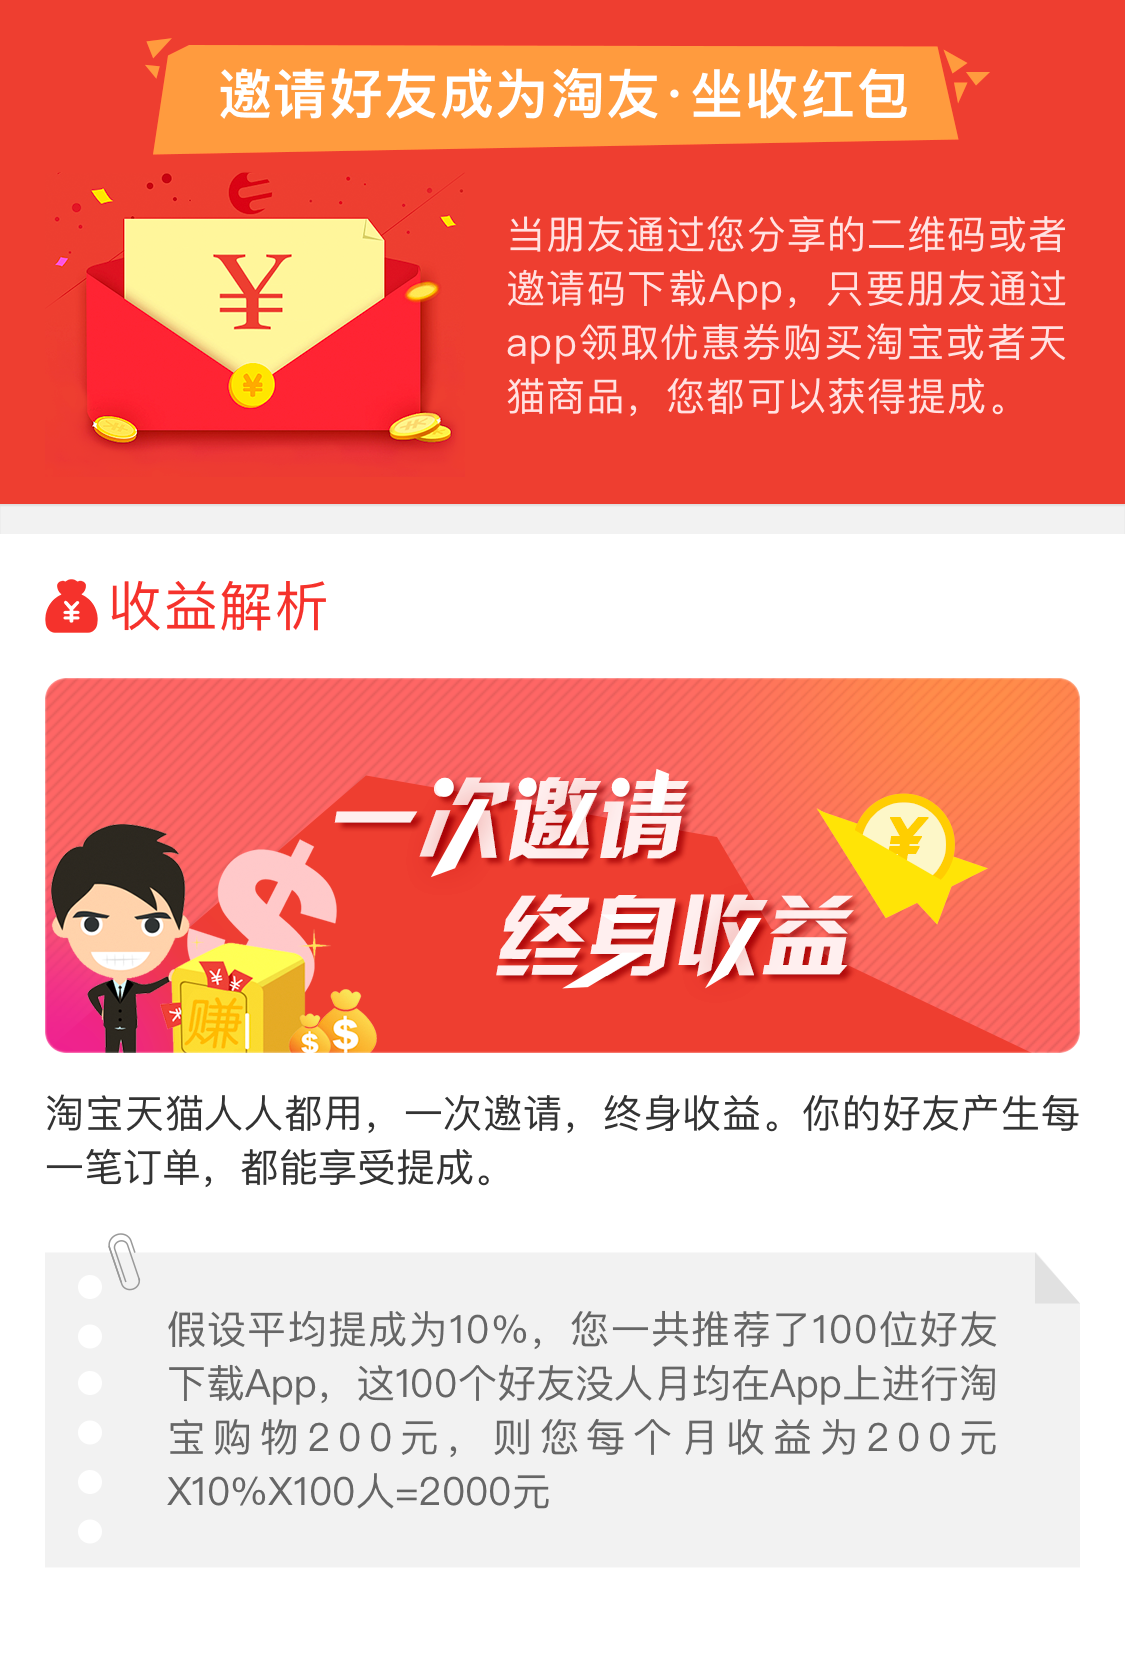 邀请好友成为淘友·坐收红包
¥
¥
当朋友通过您分享的二维码或者
邀请码下载App，只要朋友通过
app领取优惠券购买淘宝或者天
猫商品，您都可以获得提成。
¥
收益解析
一次邀请
终身收益
¥
$
¥
¥
¥
赚
$
$
淘宝天猫人人都用，一次邀请，终身收益。你的好友产生每
一笔订单，都能享受提成。
假设平均提成为10%，您一共推荐了100位好友
下载App，这100个好友没人月均在App上进行淘
宝购物200元，则您每个月收益为200元
X10%X100人=2000元